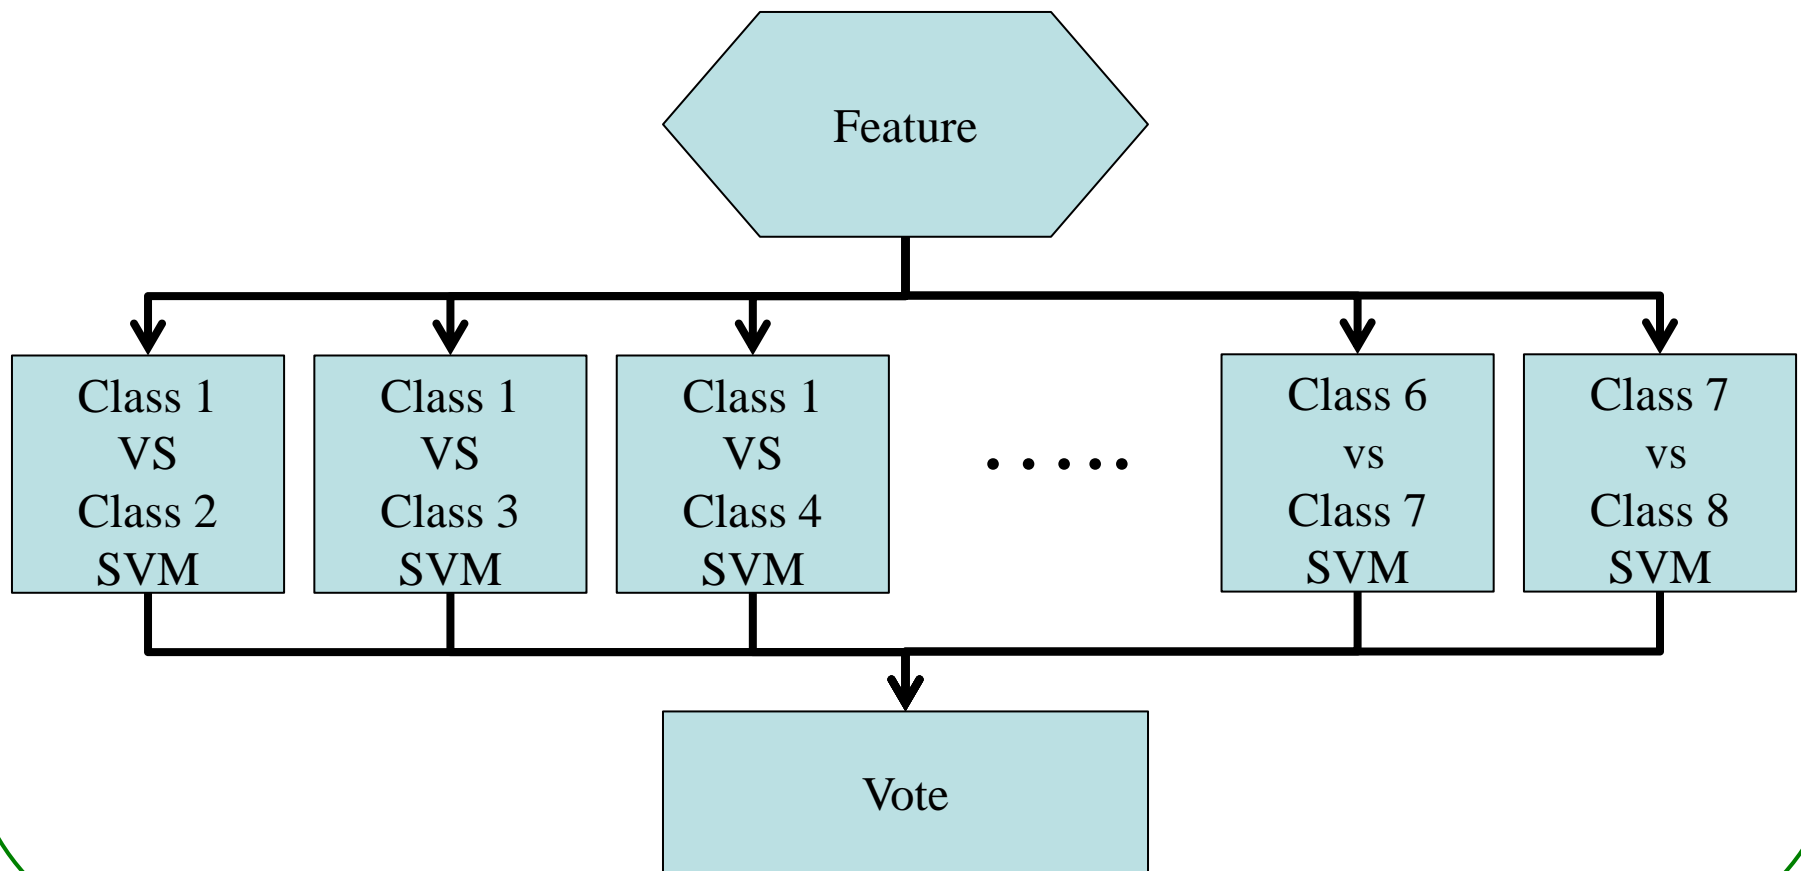 Feature
Class 1
VS
Class 2
SVM
Class 1
VS
Class 3
SVM
Class 1
VS
Class 4
SVM
.....
Class 6
vs
Class 7
SVM
Class 7
vs
Class 8
SVM
Vote